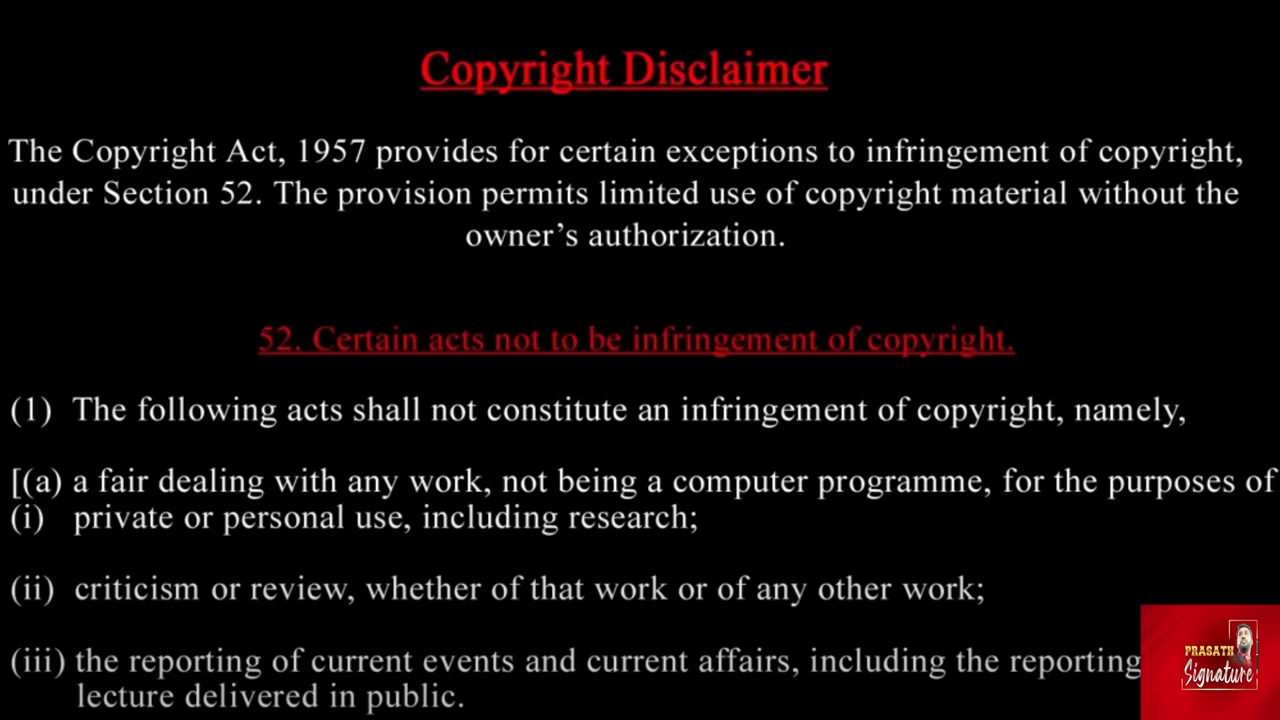 Copyright Disclaimer
The Copyright Act, 1957 provides for certain exceptions to infringement of copyright,
under Section 52. The provision permits limited use of copyright material without the
owner’s authorization.
52. Certain acts not to be infringement of copyright.
(1) The following acts shall not constitute an infringement of copyright, namely,
[(a) a fair dealing with any work, not being a computer programme, for the purposes of
(i) private or personal use, including research;
(ii) criticism or review, whether of that work or of any other work;
(iii) the reporting of current events and current affairs, including the reporting
lecture delivered in public.
PRASATH
Signature